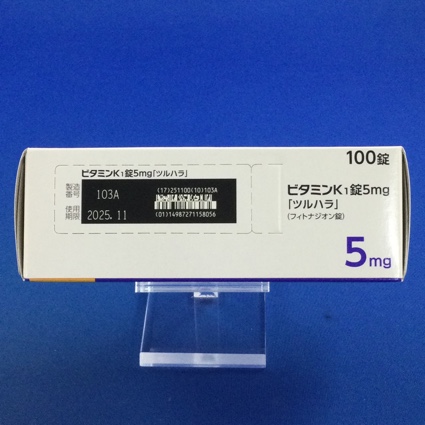 ビタミンK1錠5mg「ツルハラ」
製造番号 103A
(17)251100(10)103A
使用期限 2025.11
(01)14987271158056
100錠
ビタミンK1錠5mg
「ツルハラ」
(フィトナジオン錠)
5mg